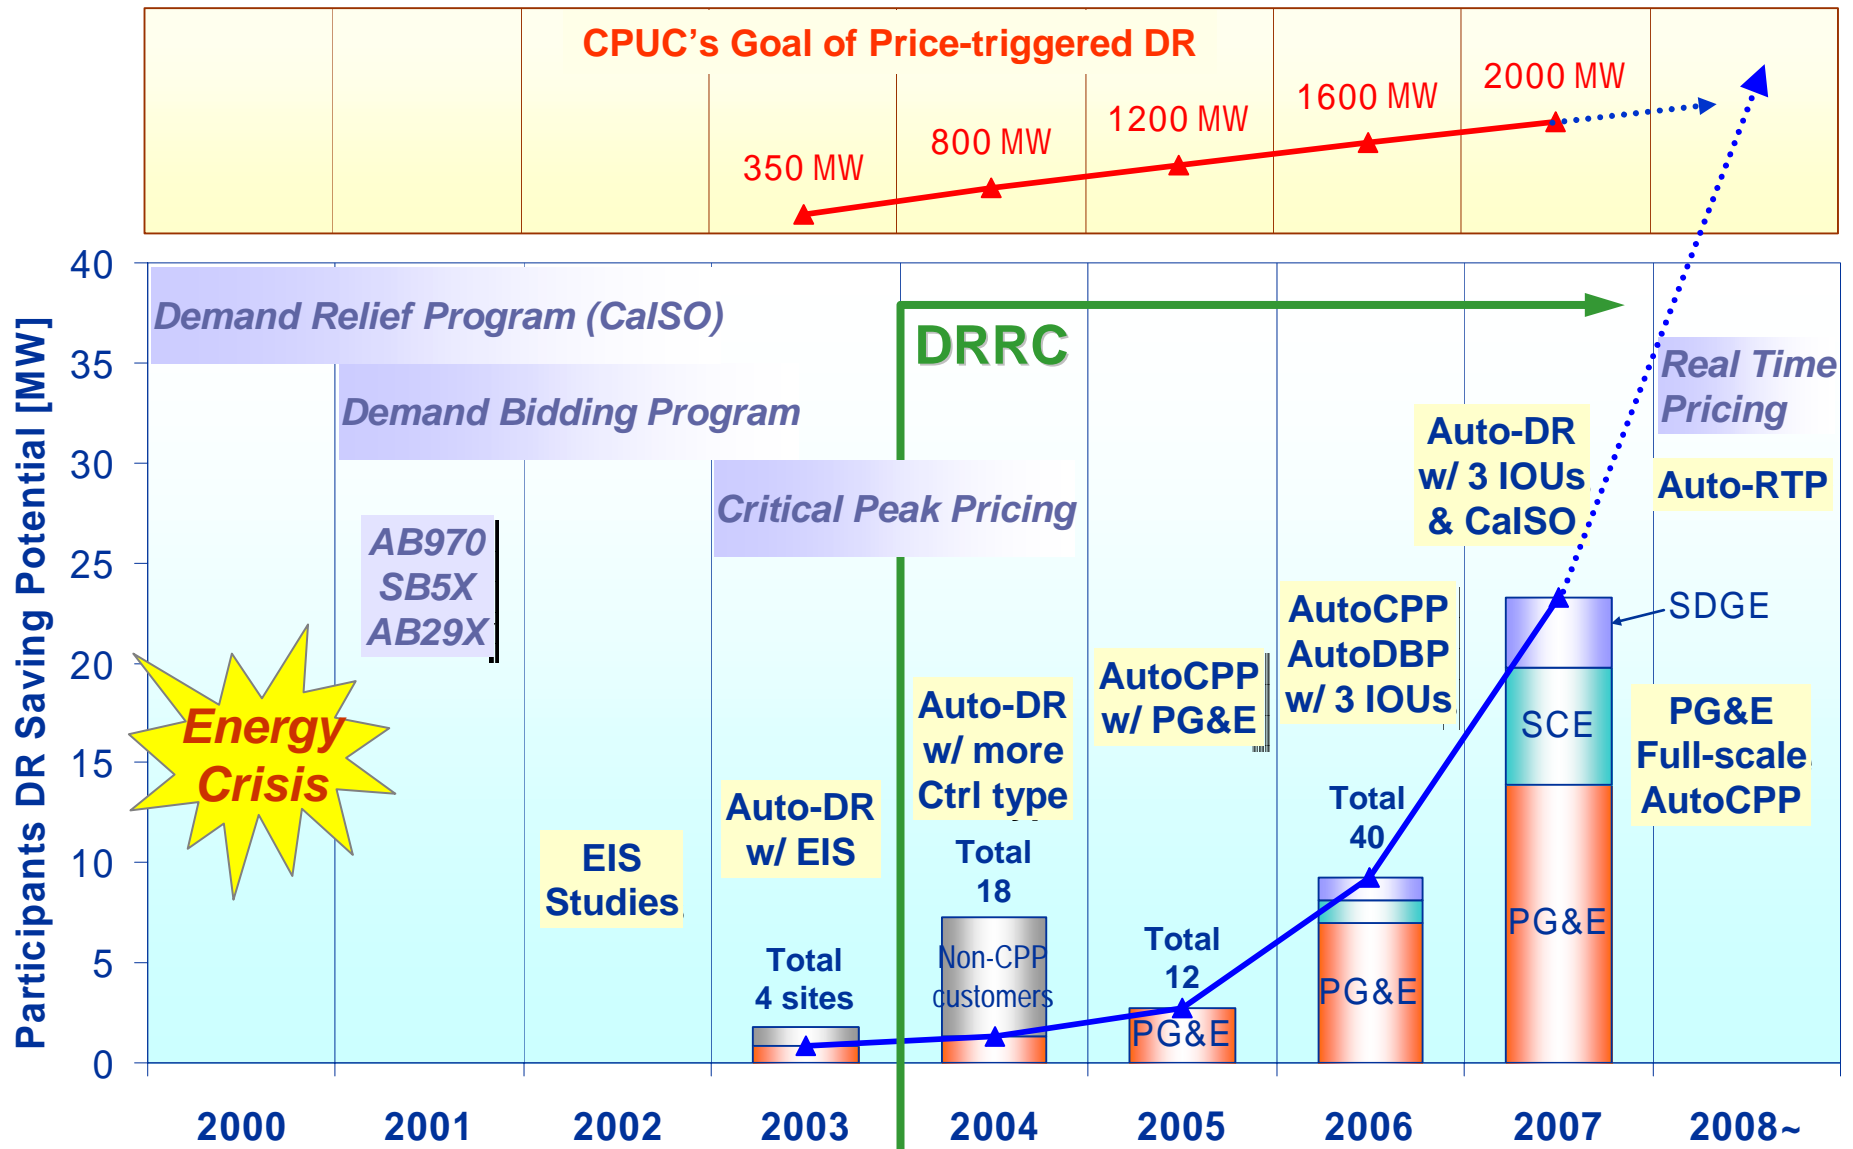 CPUC’s Goal of Price-triggered DR
350 MW
800 MW
1200 MW
1600 MW
2000 MW
Participants DR Saving Potential [MW]
40
35
30
25
20
15
10
5
0
Demand Relief Program (CaISO)
Demand Bidding Program
Critical Peak Pricing
DRRC
Real Time
Pricing
AB970
SB5X
AB29X
Energy
Crisis
EIS
Studies
Auto-DR
w/ EIS
Auto-DR
w/ more
Ctrl type
AutoCPP
w/ PG&E
AutoCPP
AutoDBP
w/ 3 IOUs
Auto-DR
w/ 3 IOUs
& CaISO
Auto-RTP
SDGE
PG&E
Full-scale
AutoCPP
Total
4 sites
Total
18
Non-CPP
customers
Total
12
PG&E
Total
40
PG&E
SCE
PG&E
2000
2001
2002
2003
2004
2005
2006
2007
2008~